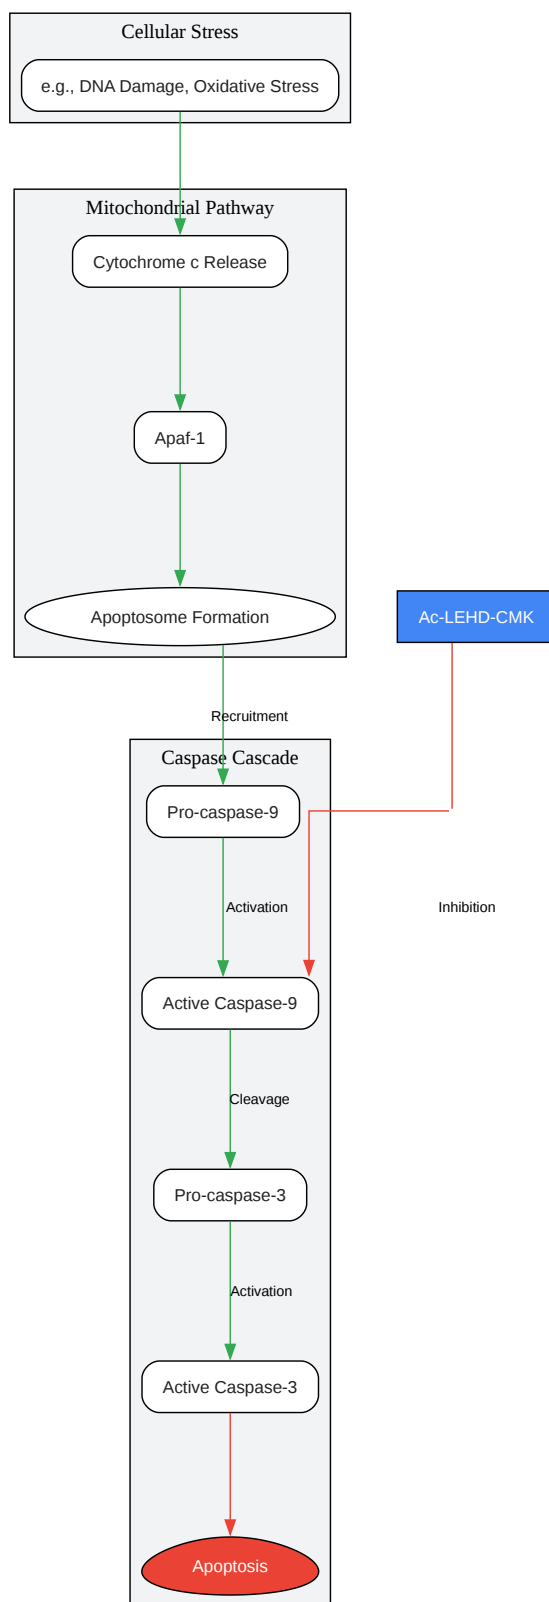 Cellular Stress
e.g., DNA Damage, Oxidative Stress
Mitochondrial Pathway
Cytochrome c Release
Apaf-1
Apoptosome Formation
Ac-LEHD-CMK
Recruitment
Caspase Cascade
Pro-caspase-9
Activation
Inhibition
Active Caspase-9
Cleavage
Pro-caspase-3
Activation
Active Caspase-3
Apoptosis